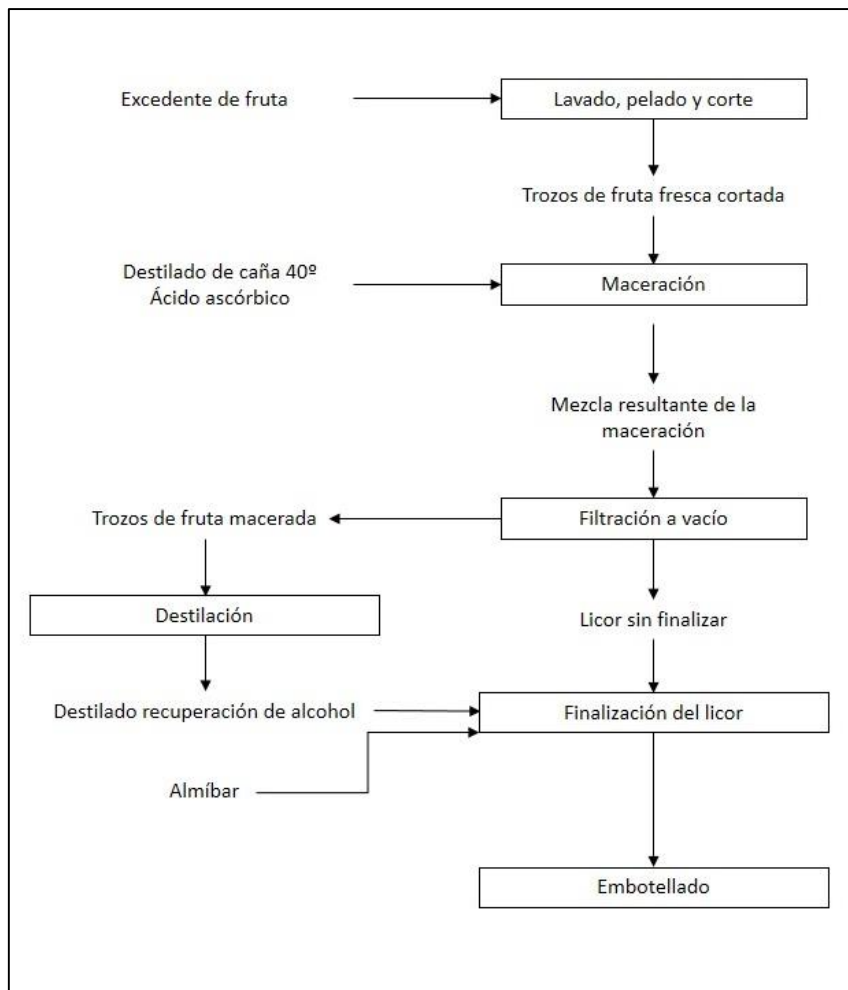 Excedente de fruta
Lavado, pelado y corte
Trozos de fruta fresca cortada
Destilado de caña 40º
Ácido ascórbico
Maceración
Mezcla resultante de la
maceración
Trozos de fruta macerada
Filtración a vacío
Destilación
Licor sin finalizar
Destilado recuperación de alcohol
Finalización del licor
Almíbar
Embotellado